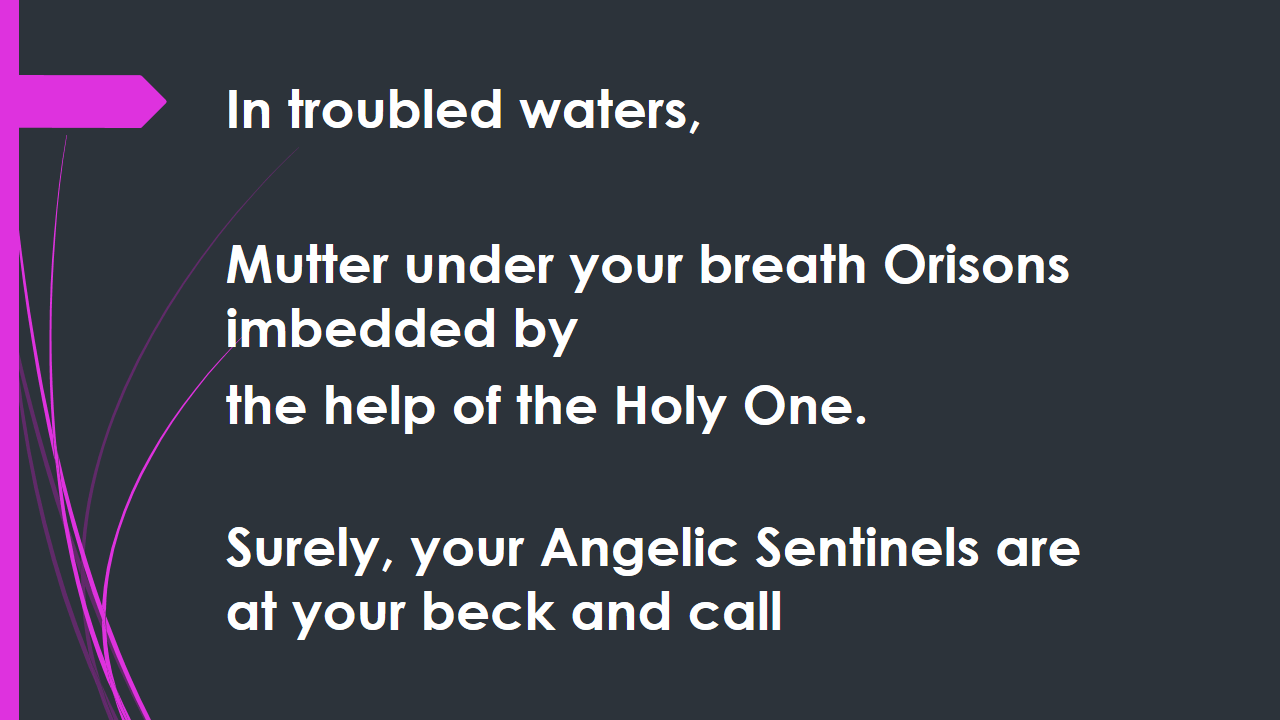 In troubled waters,
Mutter under your breath Orisons
imbedded by
the help of the Holy One.
Surely, your Angelic Sentinels are
at your beck and call